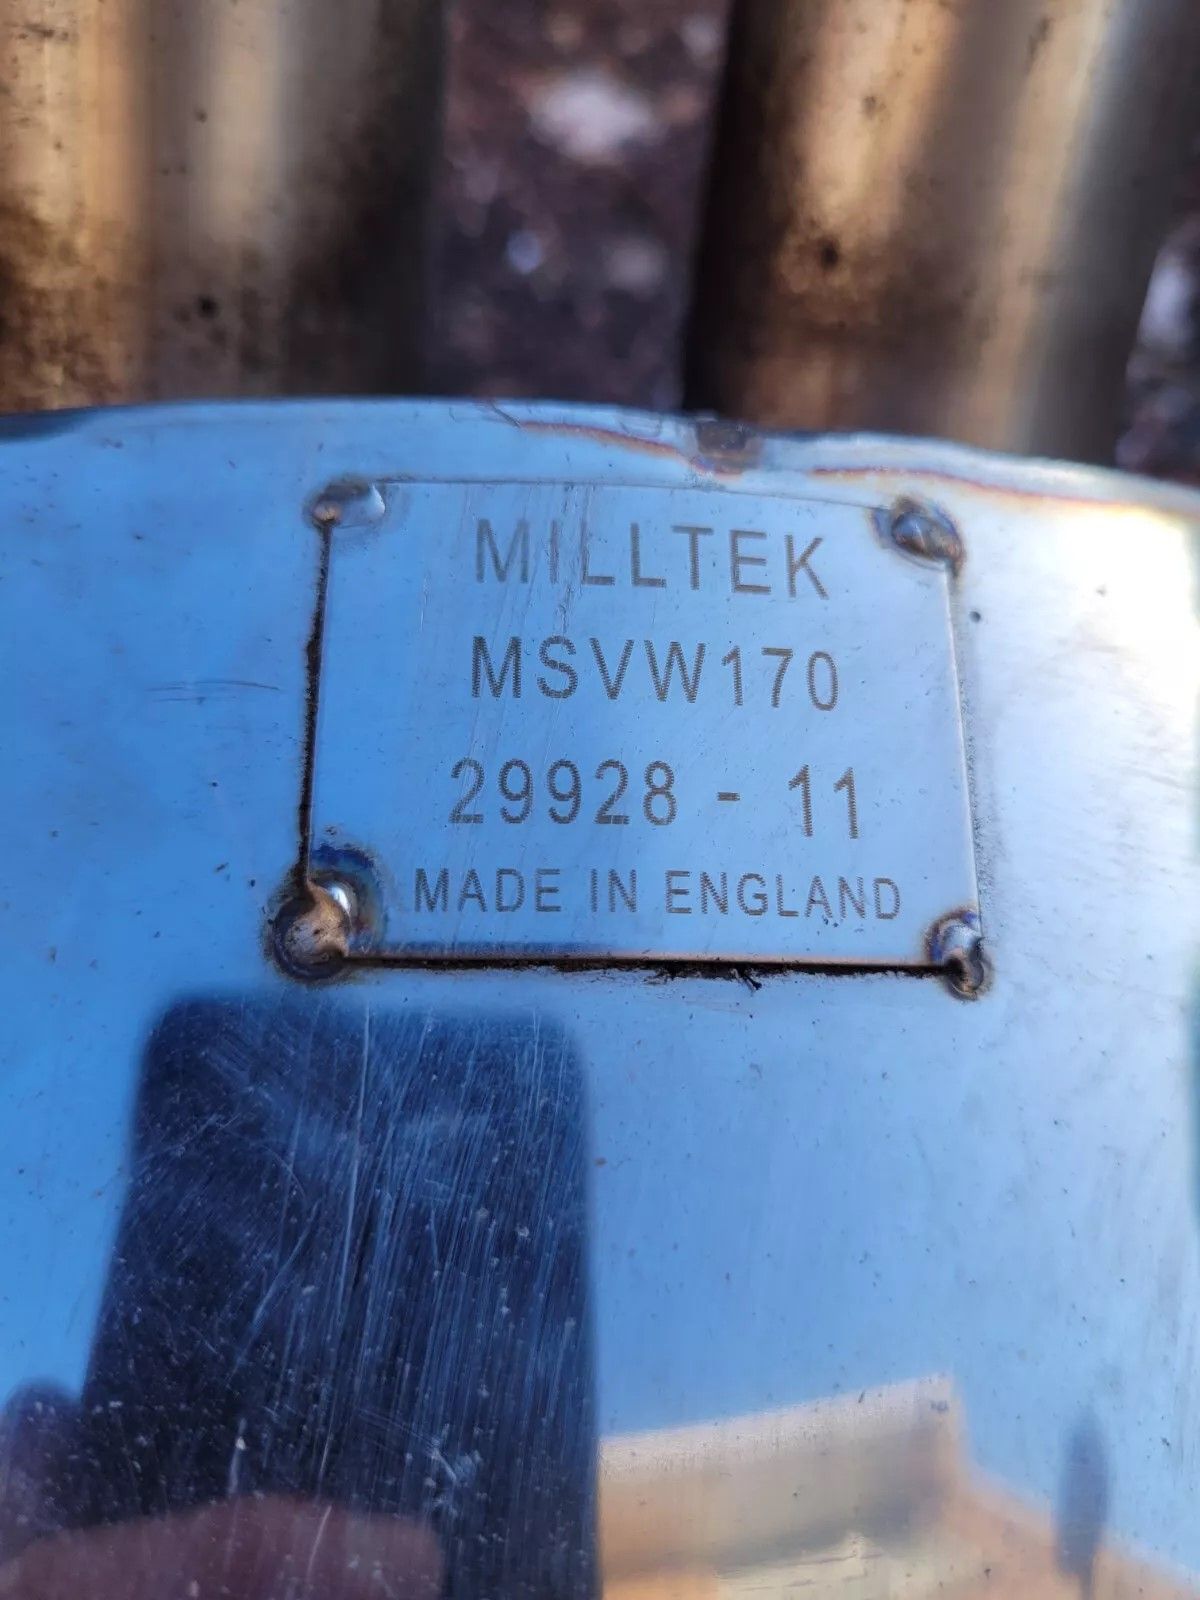 MILLTEK
MSVW170
29928 - 11
MADE IN ENGLAND